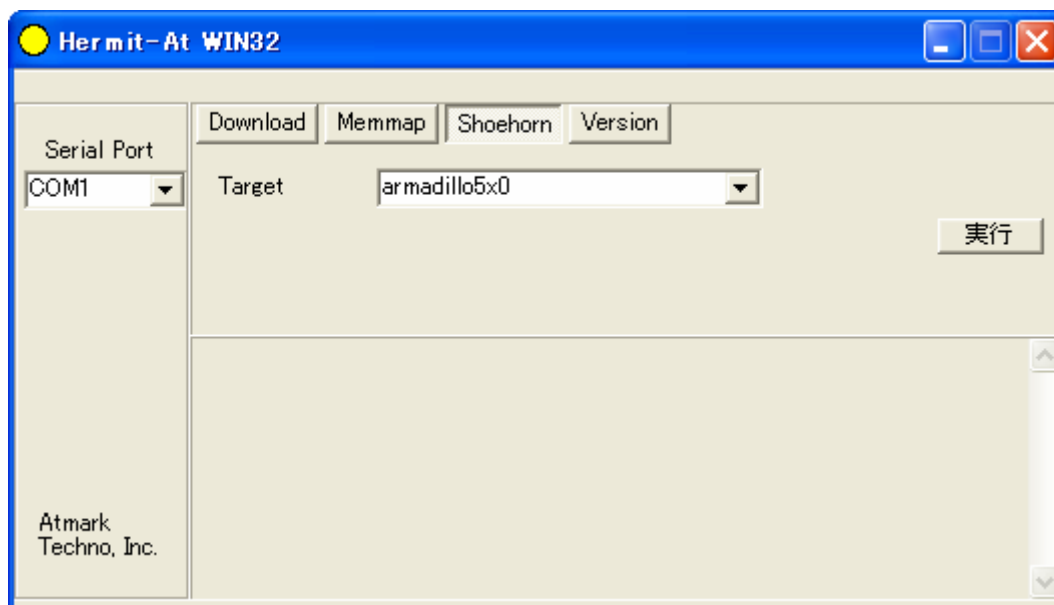 Hermit-At WIN32
Serial Port
COM1
Download Memmap Shoehorn Version
Target armadillo5x0
実行
Atmark
Techno, Inc.